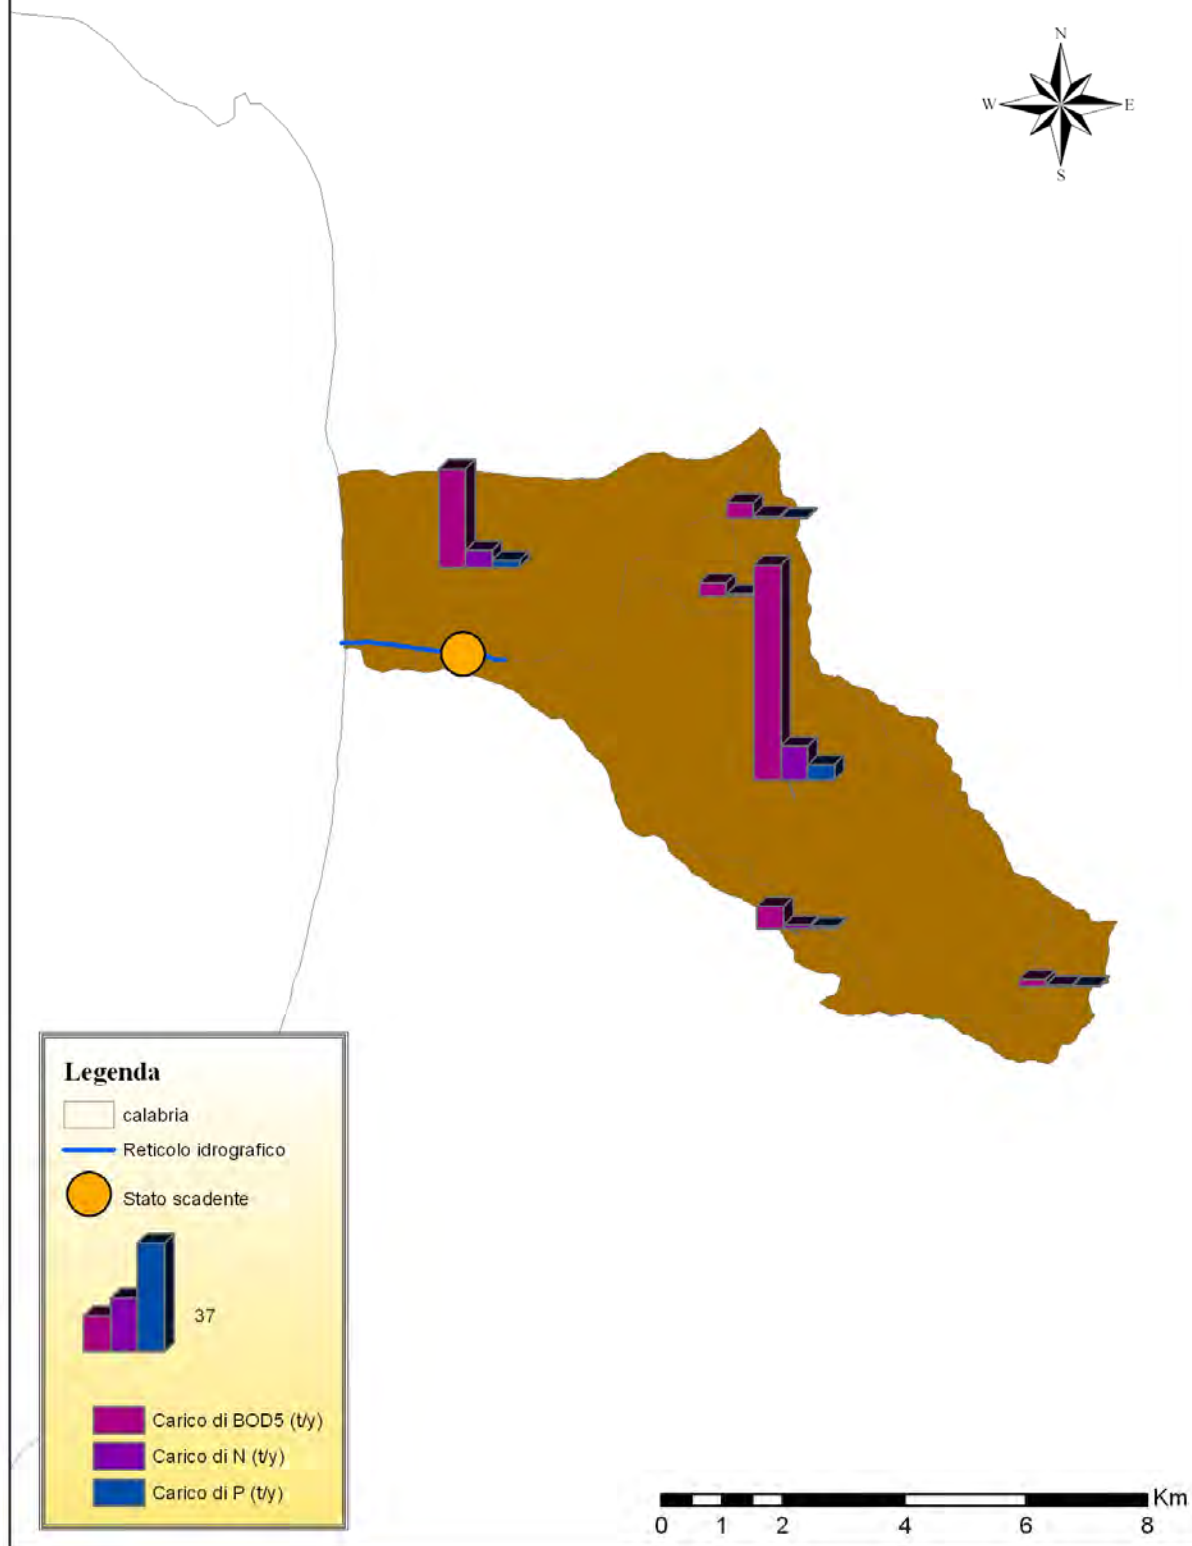 N
W E
S
Legenda
calabria
Reticolo idrografico
Stato scadente
37
Carico di BOD5 (t/y)
Carico di N (t/y)
Carico di P (t/y)
Km
0 1 2 4 6 8